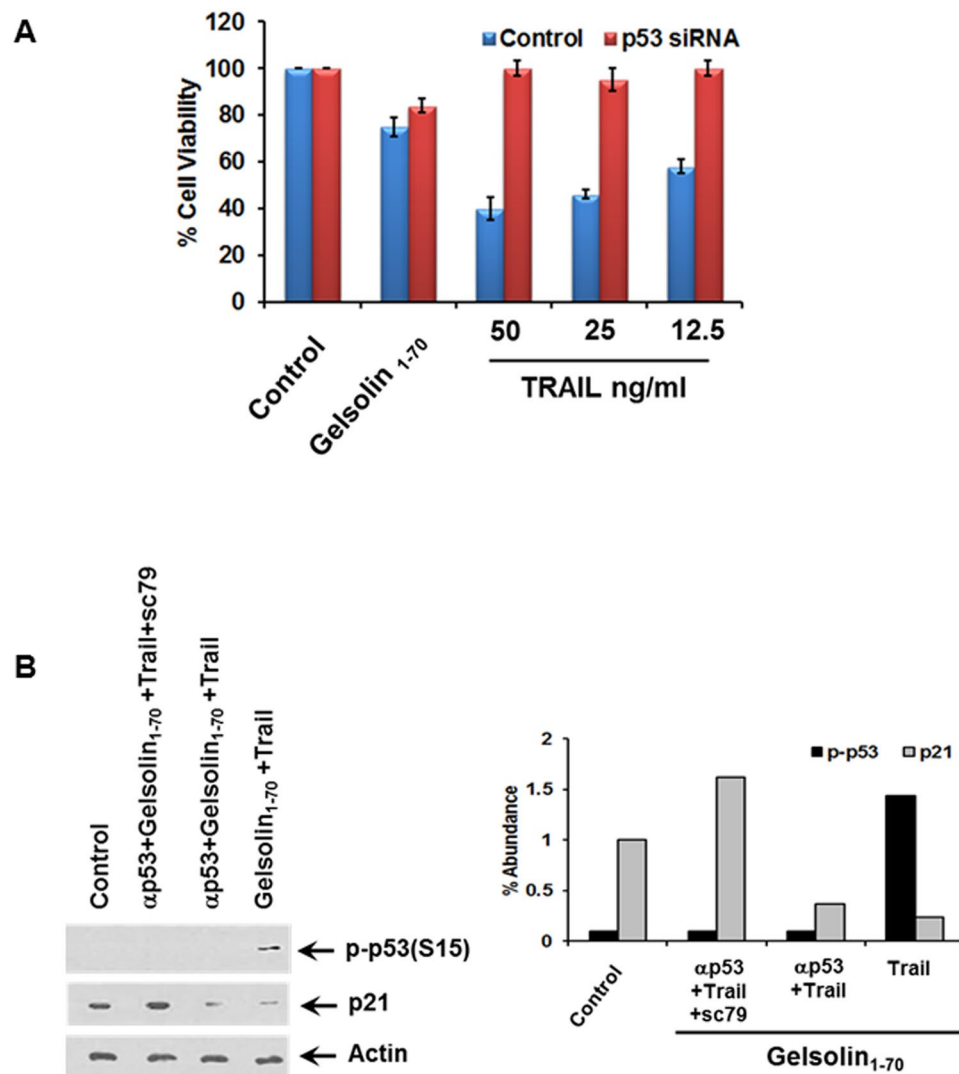 A
Control p53 siRNA
% Cell Viability
120
100
80
60
40
20
0
Control
Gelsolin 1-70
50 25 12.5
TRAIL ng/ml
B
Control
αp53+Gelsolin1-70 +Trail+sc79
αp53+Gelsolin1-70 +Trail
Gelsolin1-70 +Trail
p-p53(S15)
p21
Actin
p-p53 p21
% Abundance
2
1.5
1
0.5
0
Control
αp53
+Trail
+sc79
αp53
+Trail
Trail
Gelsolin1-70